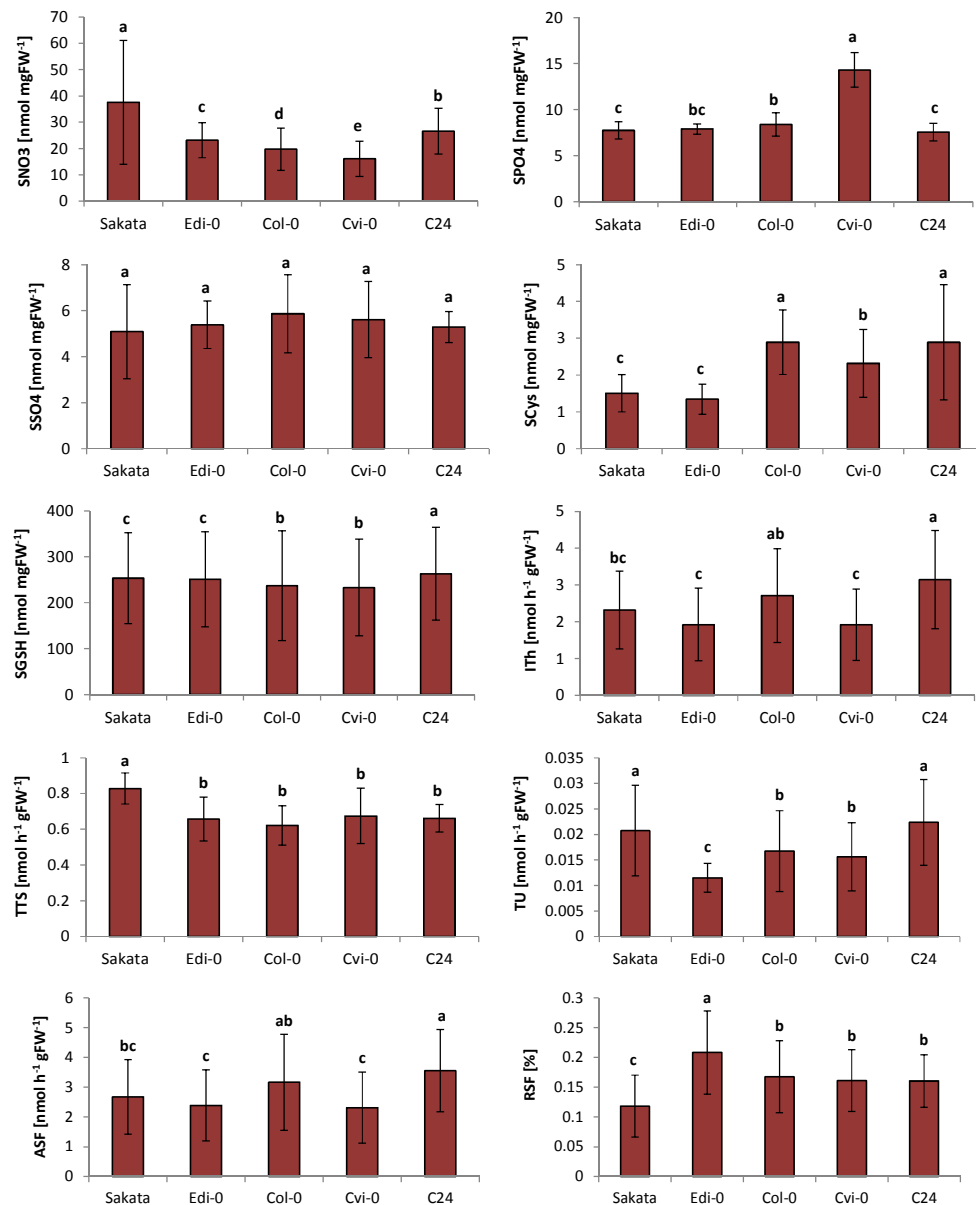 SNO3 [nmol mgFW⁻¹]
70
60
50
40
30
20
10
0
a
c
d
e
b
Sakata Edi-0 Col-0 Cvi-0 C24
SPO4 [nmol mgFW⁻¹]
20
15
10
5
0
c
bc
b
a
c
Sakata Edi-0 Col-0 Cvi-0 C24
SSO4 [nmol mgFW⁻¹]
8
6
4
2
0
a
a
a
a
a
Sakata Edi-0 Col-0 Cvi-0 C24
SCys [nmol mgFW⁻¹]
5
4
3
2
1
0
c
c
a
b
a
Sakata Edi-0 Col-0 Cvi-0 C24
SGSH [nmol mgFW⁻¹]
400
300
200
100
0
c
c
b
b
a
Sakata Edi-0 Col-0 Cvi-0 C24
ITh [nmol h⁻¹ gFW⁻¹]
5
4
3
2
1
0
bc
c
ab
c
a
Sakata Edi-0 Col-0 Cvi-0 C24
TTS [nmol h⁻¹ gFW⁻¹]
1
0.8
0.6
0.4
0.2
0
a
b
b
b
b
Sakata Edi-0 Col-0 Cvi-0 C24
TU [nmol h⁻¹ gFW⁻¹]
0.035
0.03
0.025
0.02
0.015
0.01
0.005
0
a
c
b
b
a
Sakata Edi-0 Col-0 Cvi-0 C24
ASF [nmol h⁻¹ gFW⁻¹]
6
5
4
3
2
1
0
bc
c
ab
c
a
Sakata Edi-0 Col-0 Cvi-0 C24
RSF [%]
0.3
0.25
0.2
0.15
0.1
0.05
0
c
a
b
b
b
Sakata Edi-0 Col-0 Cvi-0 C24